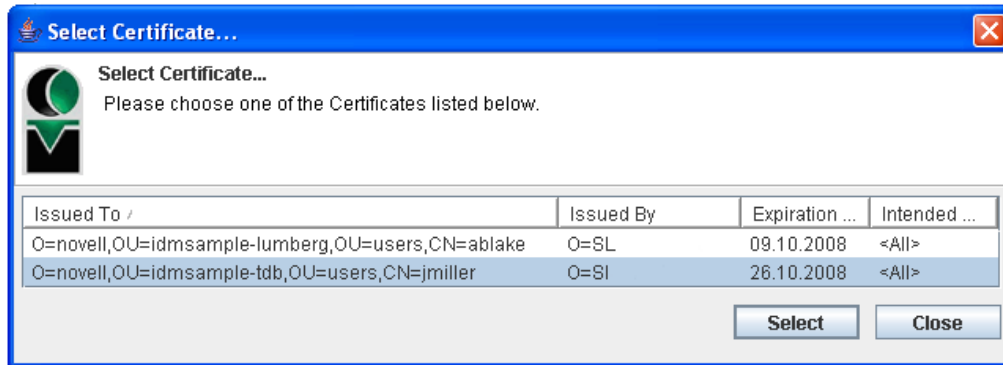 Select Certificate...
Select Certificate...
Please choose one of the Certificates listed below.
Issued To Issued By Expiration ... Intended ...
O=novell,OU=idmsample-lumberg,OU=users,CN=ablake O=SL 09.10.2008 <All>
O=novell,OU=idmsample-tdb,OU=users,CN=jmiller O=SI 26.10.2008 <All>
Select Close